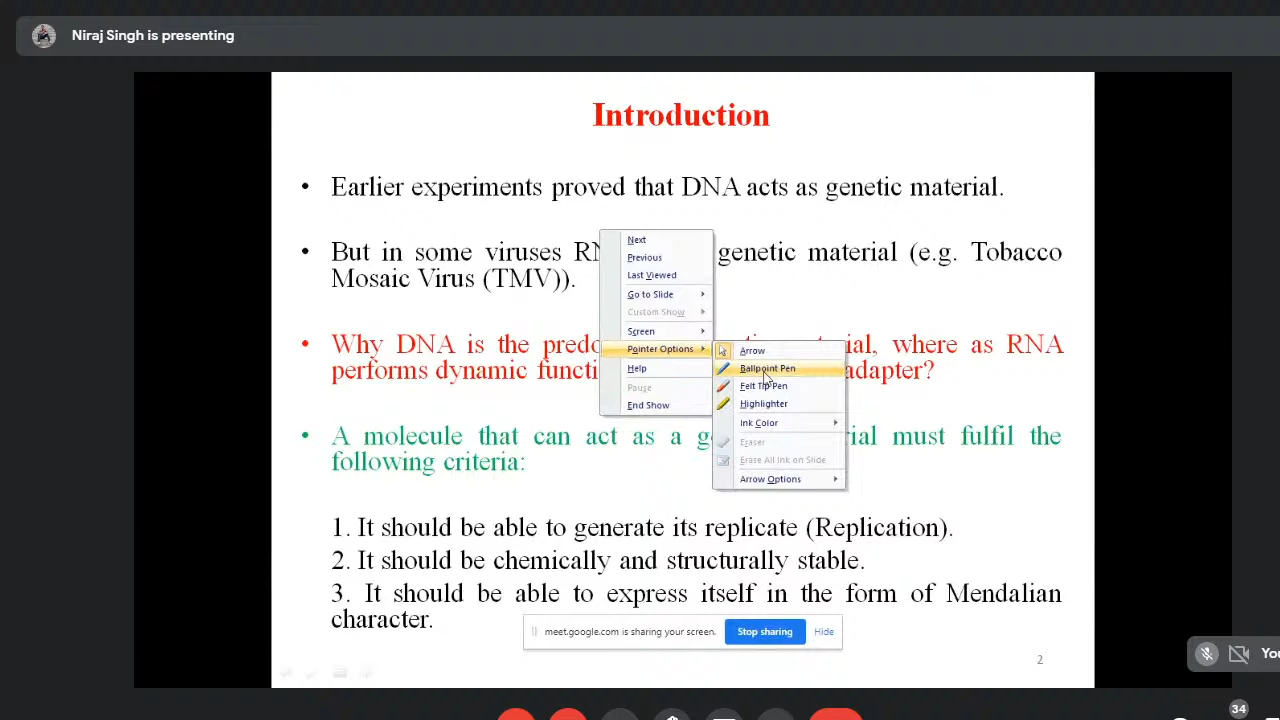 Niraj Singh is presenting
Introduction
• Earlier experiments proved that DNA acts as genetic material.
• But in some viruses genetic material (e.g. Tobacco
Mosaic Virus (TMV)).
• Why DNA is the where as RNA
performs dynamic adapter?
• A molecule that can act as a must fulfil the
following criteria:
1. It should be able to generate its replicate (Replication).
2. It should be chemically and structurally stable.
3. It should be able to express itself in the form of Mendalian
character.
Next
Previous
Last Viewed
Go to Slide
Custom Show
Screen
Pointer Options
Help
Pause
End Show
Arrow
Ballpoint Pen
Felt Tip Pen
Highlighter
Ink Color
Eraser
Erase All Ink on Slide
Arrow Options
meet.google.com is sharing your screen. Stop sharing Hide
2
34